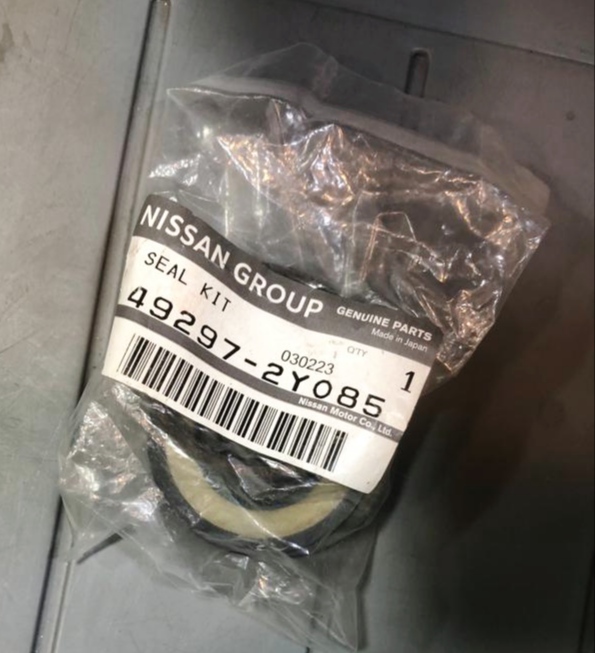 NISSAN GROUP
GENUINE PARTS
Made in Japan
SEAL KIT
QTY
1
030223
49297-2Y085
Nissan Motor Co., Ltd.